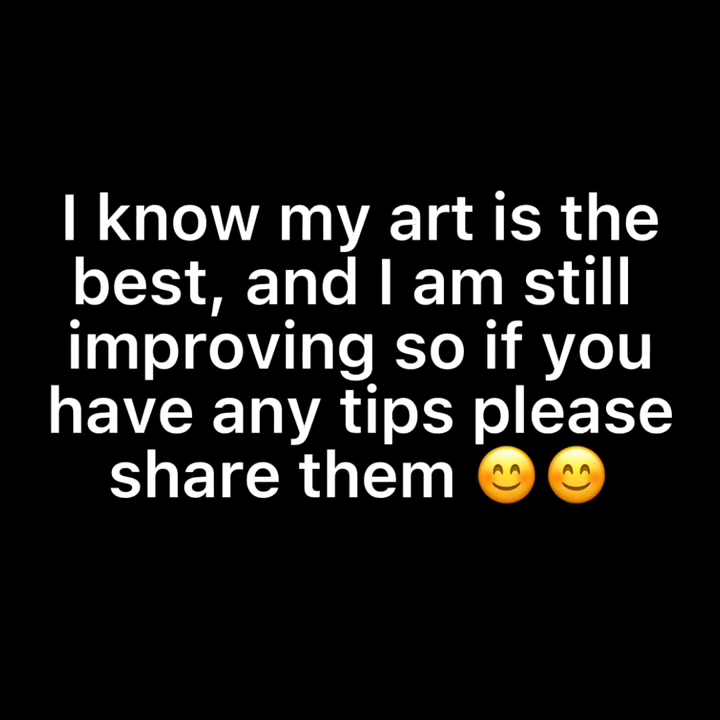 I know my art is the
best, and I am still
improving so if you
have any tips please
share them 😊😊